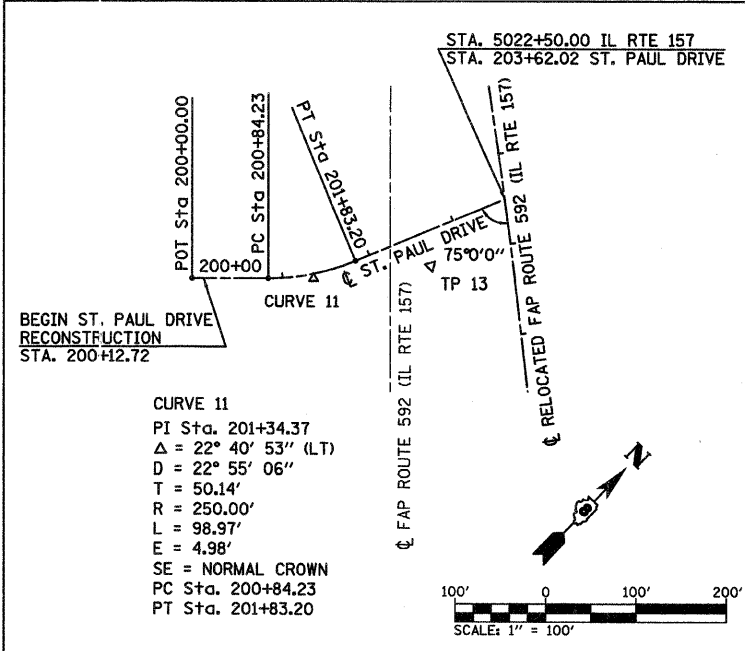 STA. 5022+50.00 IL RTE 157
STA. 203+62.02 ST. PAUL DRIVE
POT Sta 200+00.00
PC Sta 200+84.23
PT Sta 201+83.20
200+00
CURVE 11
℄ ST. PAUL DRIVE
75°0'0"
TP 13
℄ FAP ROUTE 592 (IL RTE 157)
℄ RELOCATED FAP ROUTE 592 (IL RTE 157)
BEGIN ST. PAUL DRIVE
RECONSTRUCTION
STA. 200+12.72
CURVE 11
PI Sta. 201+34.37
Δ = 22° 40' 53" (LT)
D = 22° 55' 06"
T = 50.14'
R = 250.00'
L = 98.97'
E = 4.98'
SE = NORMAL CROWN
PC Sta. 200+84.23
PT Sta. 201+83.20
N
100' 0 100' 200'
SCALE: 1" = 100'